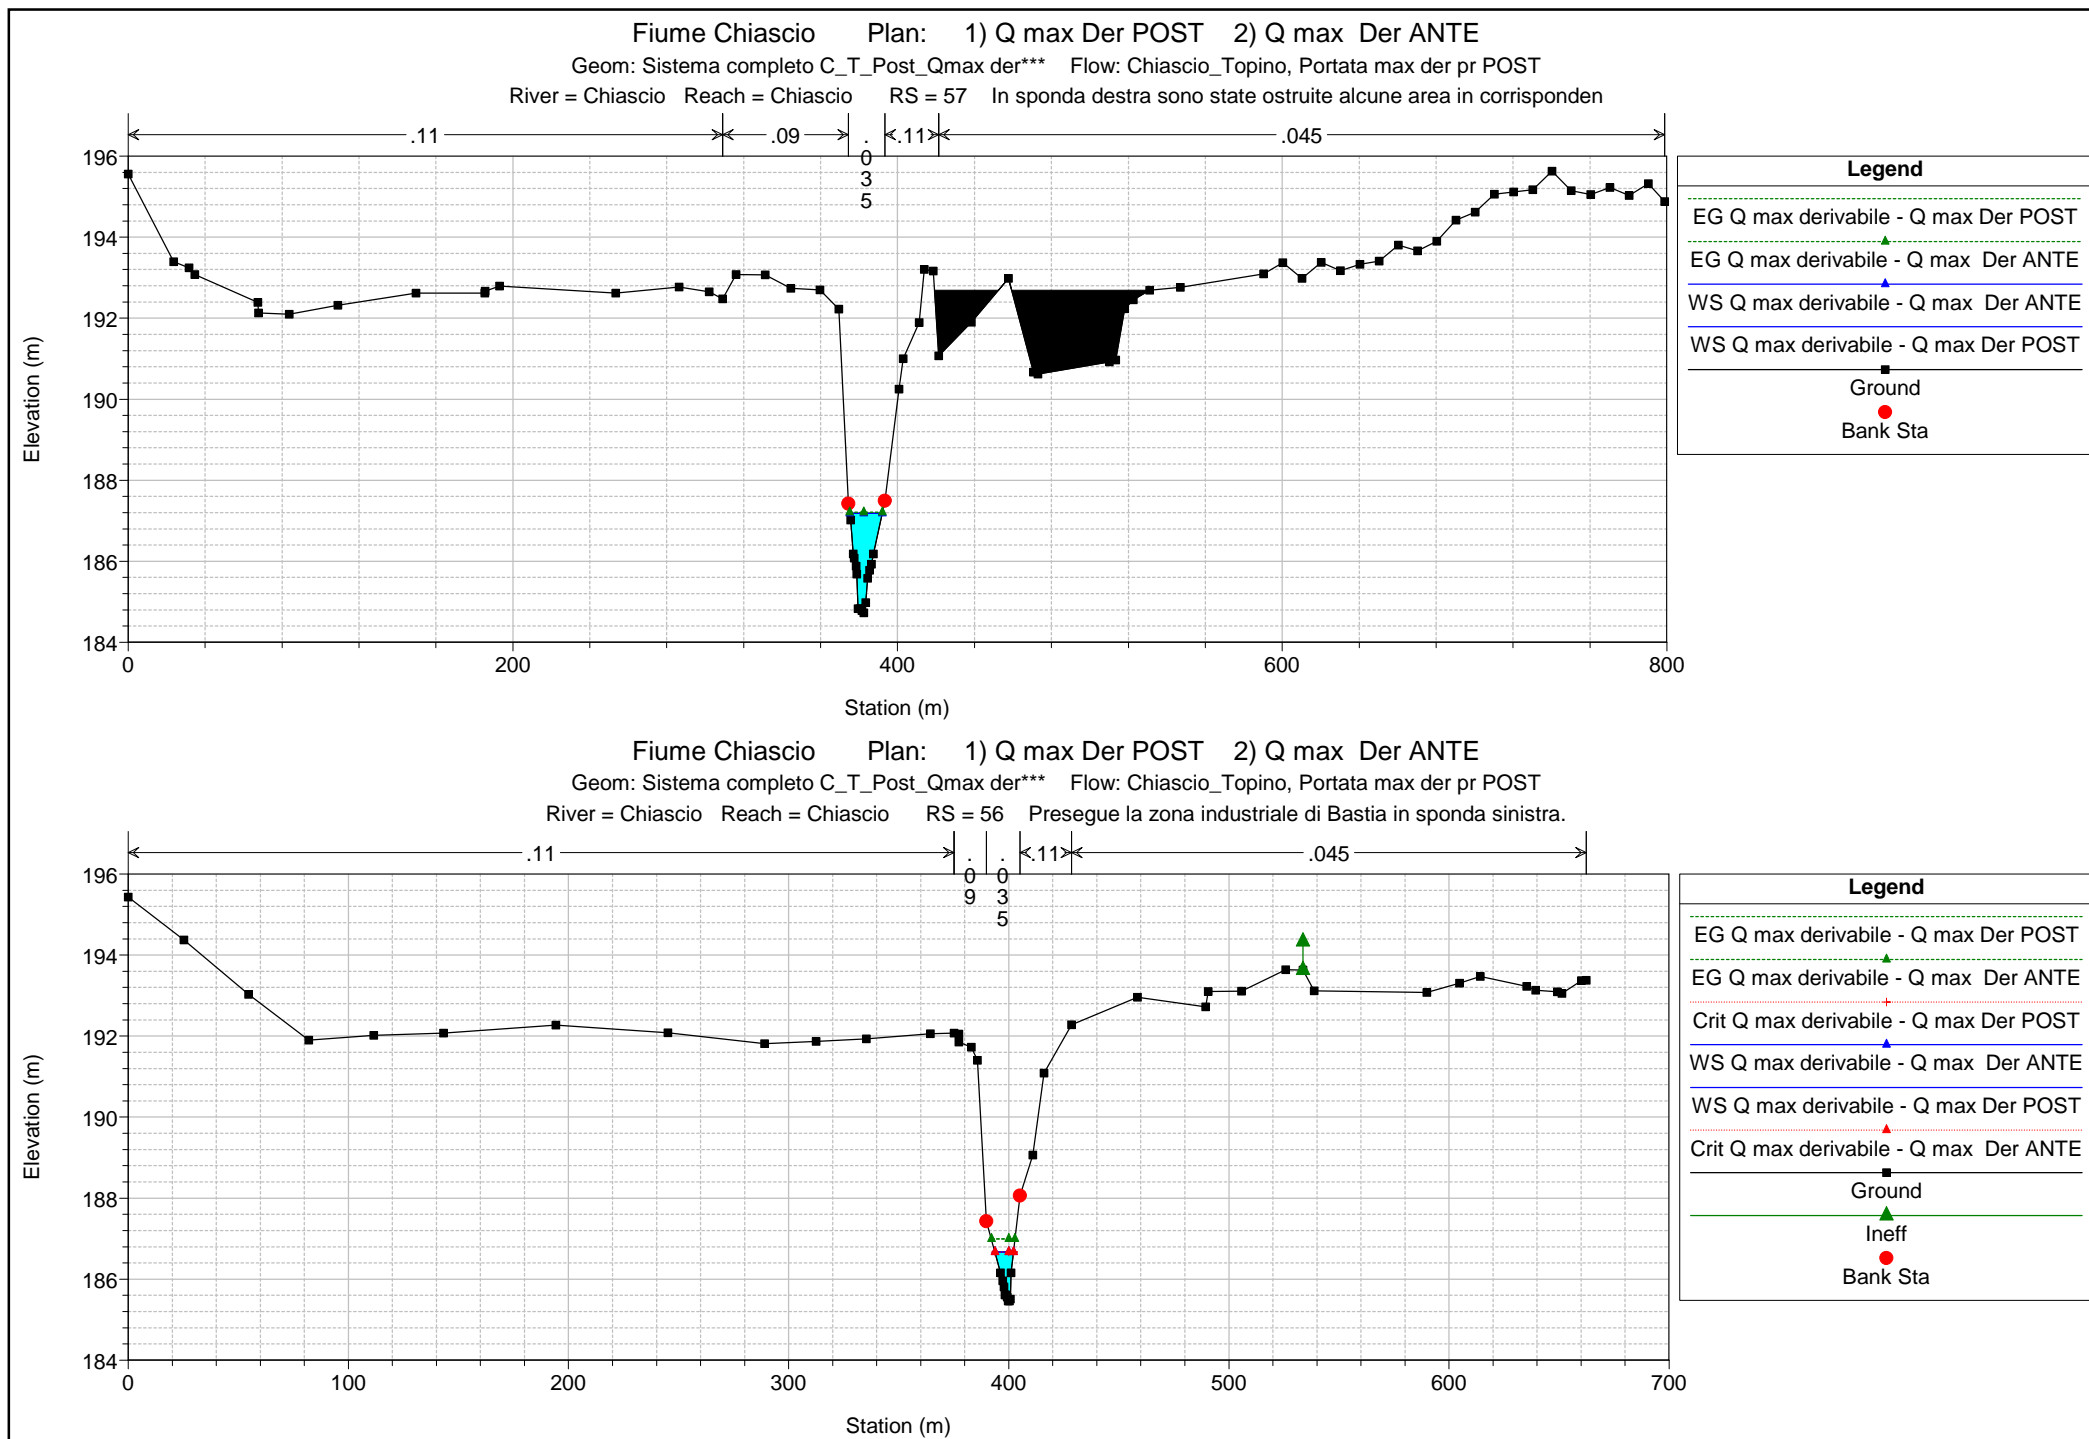 Fiume Chiascio Plan: 1) Q max Der POST 2) Q max Der ANTE
Geom: Sistema completo C_T_Post_Qmax der*** Flow: Chiascio_Topino, Portata max der pr POST
River = Chiascio Reach = Chiascio RS = 57 In sponda destra sono state ostruite alcune area in corrisponden
.11 .09 .035 .11 .045
196
194
192
190
188
186
184
Elevation (m)
0 200 400 600 800
Station (m)
Legend
EG Q max derivabile - Q max Der POST
EG Q max derivabile - Q max Der ANTE
WS Q max derivabile - Q max Der ANTE
WS Q max derivabile - Q max Der POST
Ground
Bank Sta
Fiume Chiascio Plan: 1) Q max Der POST 2) Q max Der ANTE
Geom: Sistema completo C_T_Post_Qmax der*** Flow: Chiascio_Topino, Portata max der pr POST
River = Chiascio Reach = Chiascio RS = 56 Presegue la zona industriale di Bastia in sponda sinistra.
.11 .09 .035 .11 .045
196
194
192
190
188
186
184
Elevation (m)
0 100 200 300 400 500 600 700
Station (m)
Legend
EG Q max derivabile - Q max Der POST
EG Q max derivabile - Q max Der ANTE
Crit Q max derivabile - Q max Der POST
WS Q max derivabile - Q max Der ANTE
WS Q max derivabile - Q max Der POST
Crit Q max derivabile - Q max Der ANTE
Ground
Ineff
Bank Sta